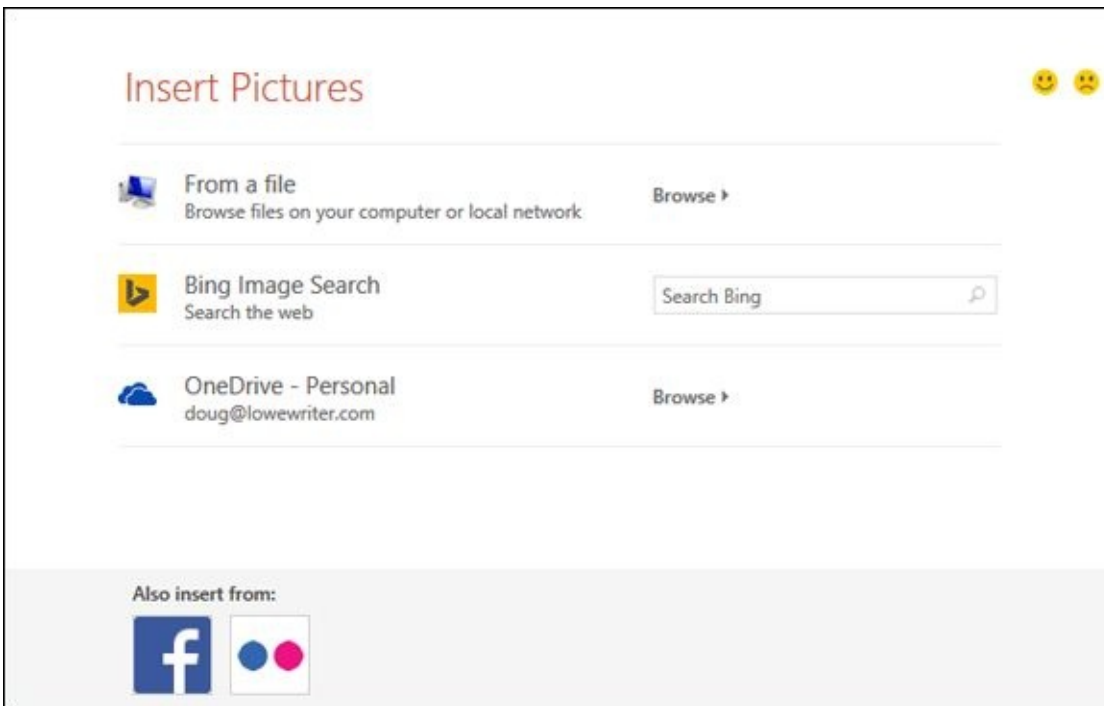 Insert Pictures
From a file
Browse files on your computer or local network
Browse
Bing Image Search
Search the web
Search Bing
OneDrive - Personal
doug@lowewriter.com
Browse
Also insert from:
f